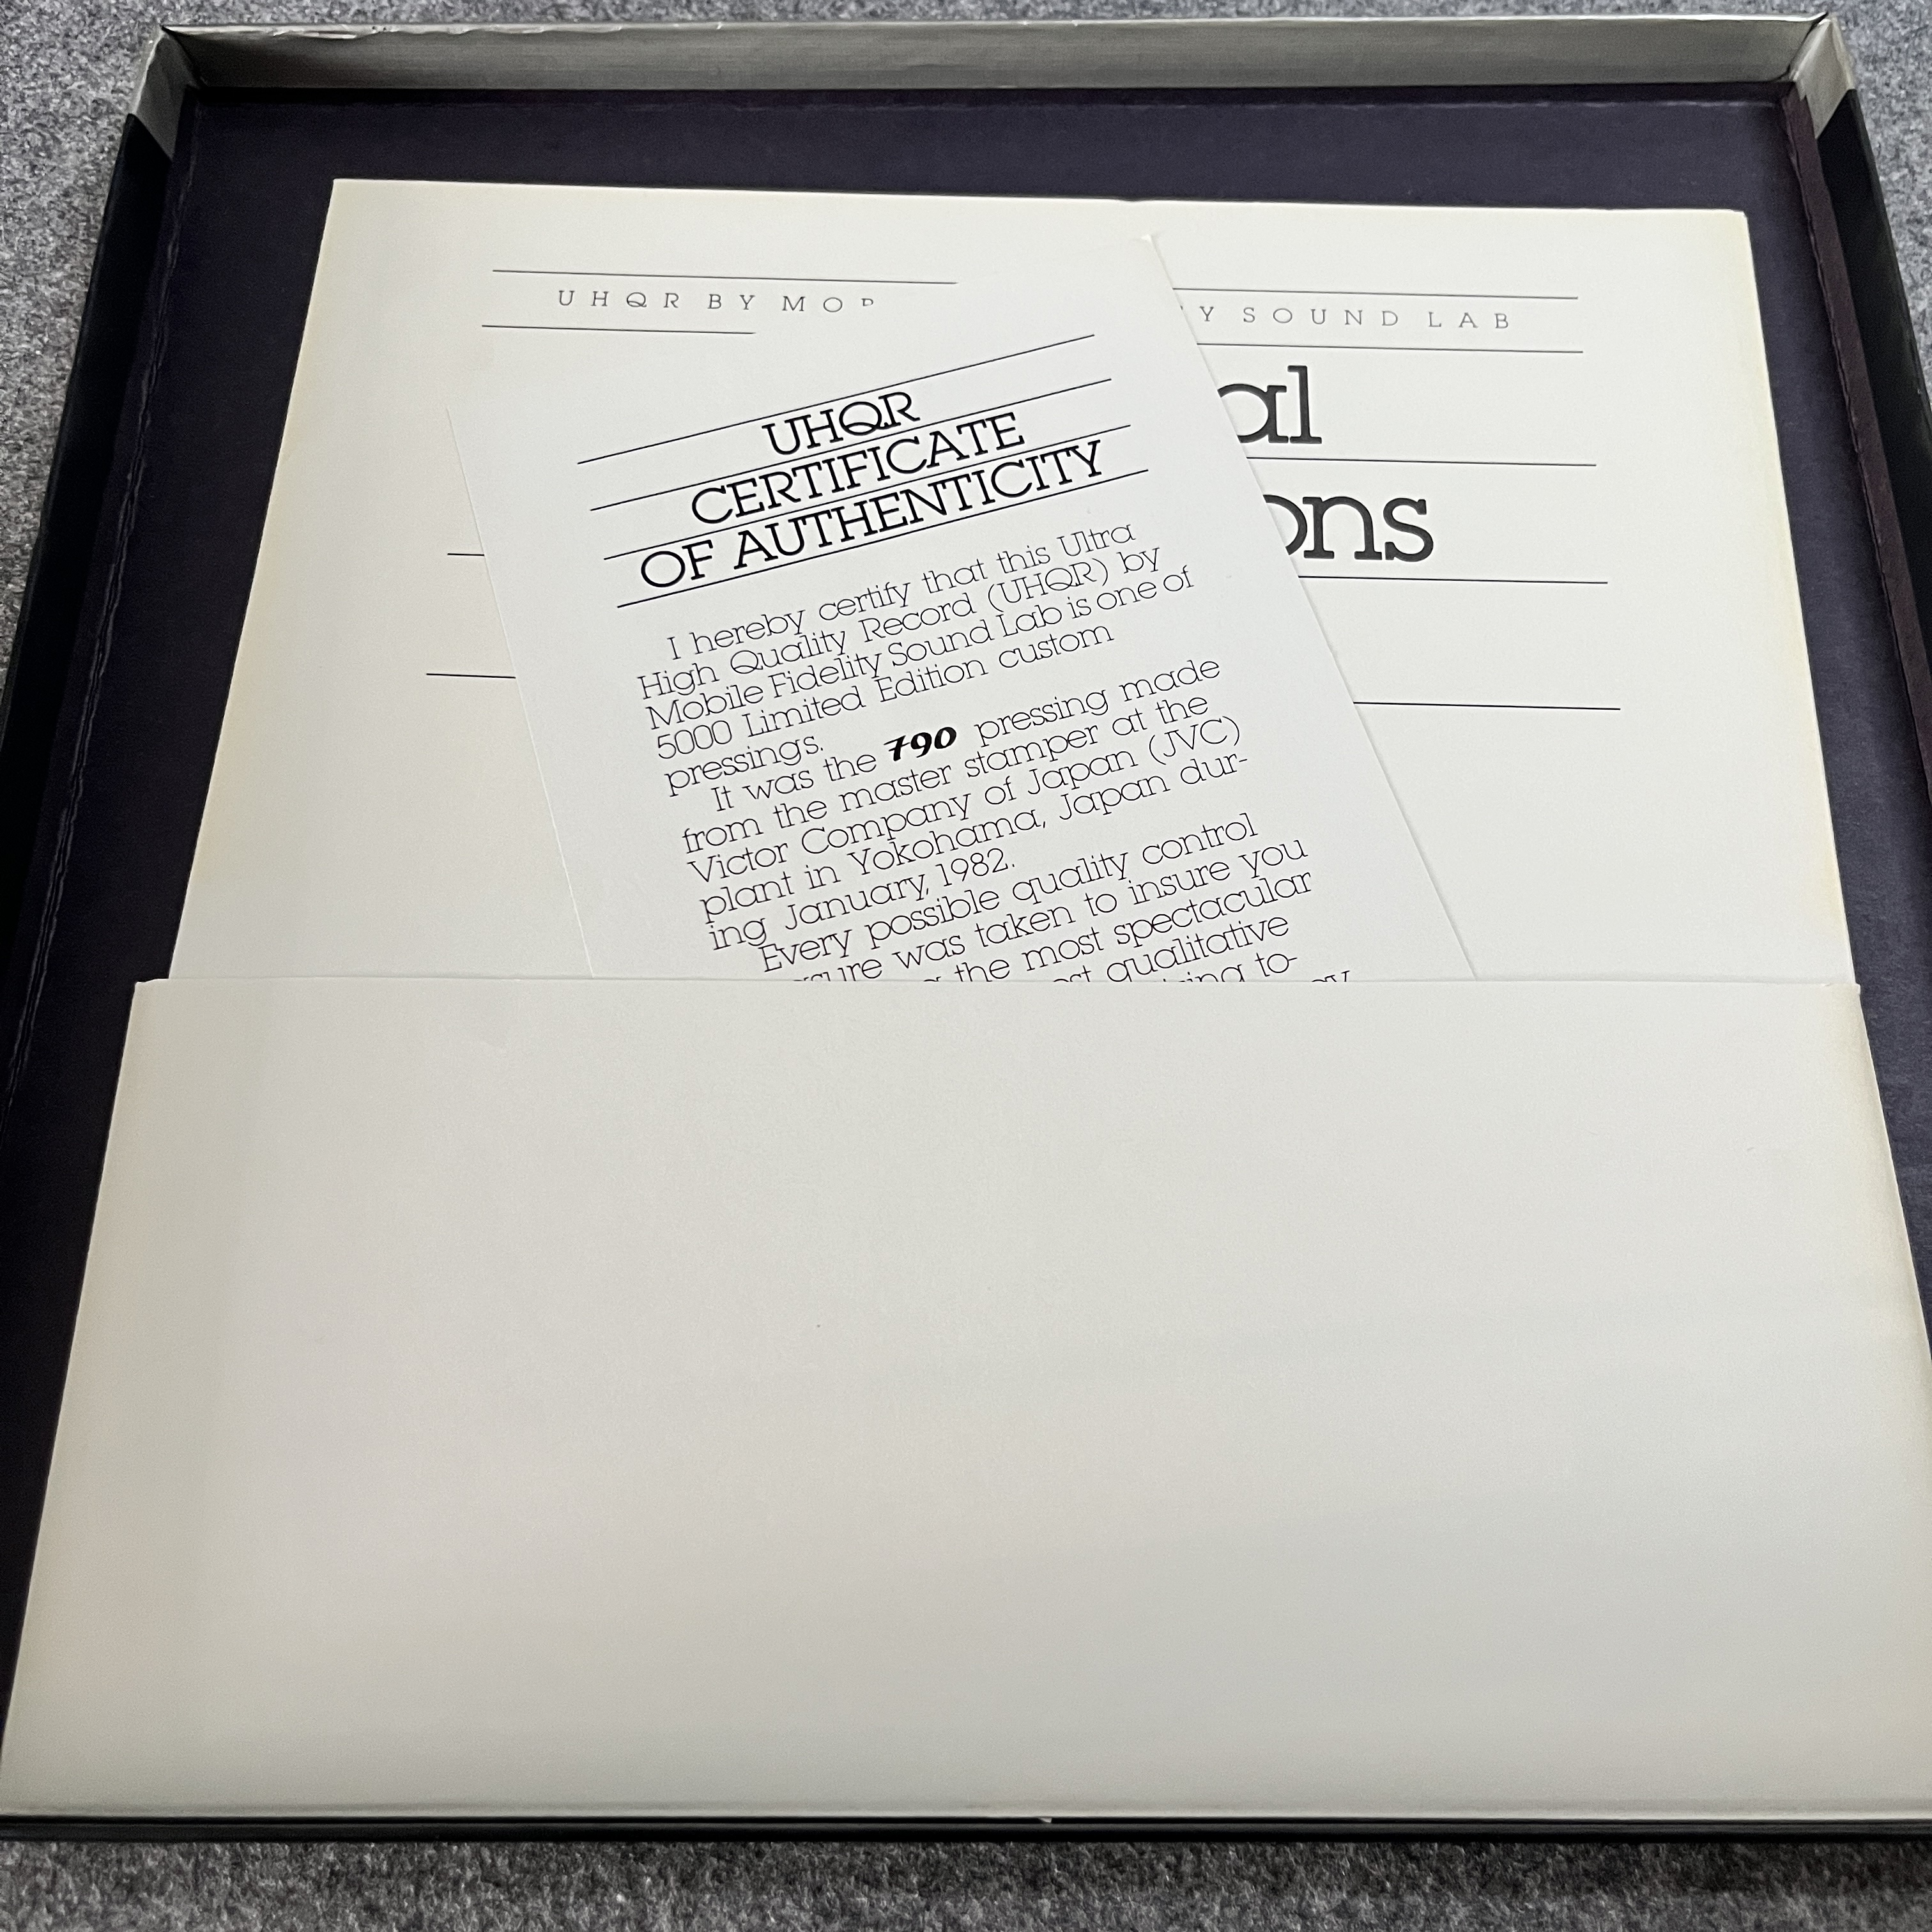 UHQR BY MO
SOUND LAB
UHQR
CERTIFICATE
OF AUTHENTICITY
I hereby certify that this Ultra
High Quality Record (UHQR) by
Mobile Fidelity Sound Lab is one of
5000 Limited Edition custom
pressings.
It was the 790 pressing made
from the master stamper at the
Victor Company of Japan (JVC)
plant in Yokohama, Japan dur-
ing January, 1982.
Every possible quality control
was taken to insure you
the most spectacular
qualitative
to-
al
ons